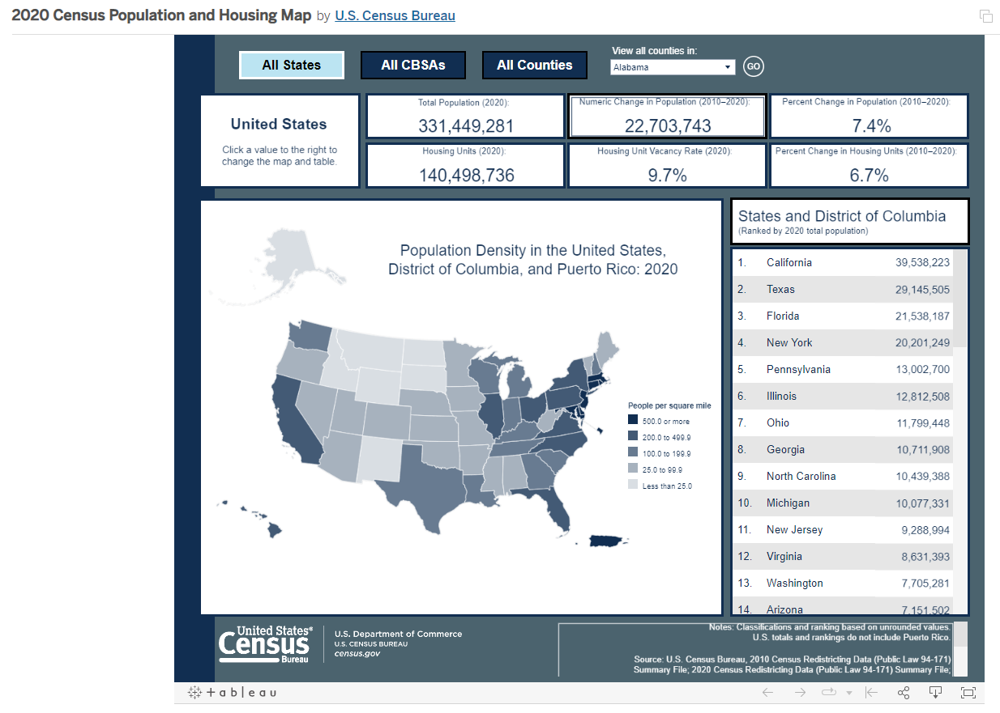 2020 Census Population and Housing Map by U.S. Census Bureau
All States
All CBSAs
All Counties
View all counties in:
Alabama
GO
United States
Click a value to the right to
change the map and table.
Total Population (2020):
331,449,281
Numeric Change in Population (2010–2020):
22,703,743
Percent Change in Population (2010–2020):
7.4%
Housing Units (2020):
140,498,736
Housing Unit Vacancy Rate (2020):
9.7%
Percent Change in Housing Units (2010–2020):
6.7%
Population Density in the United States,
District of Columbia, and Puerto Rico: 2020
People per square mile
500.0 or more
200.0 to 499.9
100.0 to 199.9
25.0 to 99.9
Less than 25.0
States and District of Columbia
(Ranked by 2020 total population)
1. California 39,538,223
2. Texas 29,145,505
3. Florida 21,538,187
4. New York 20,201,249
5. Pennsylvania 13,002,700
6. Illinois 12,812,508
7. Ohio 11,799,448
8. Georgia 10,711,908
9. North Carolina 10,439,388
10. Michigan 10,077,331
11. New Jersey 9,288,994
12. Virginia 8,631,393
13. Washington 7,705,281
14. Arizona 7,151,502
United States®
Census
Bureau
U.S. Department of Commerce
U.S. CENSUS BUREAU
census.gov
Notes: Classifications and ranking based on unrounded values.
U.S. totals and rankings do not include Puerto Rico.
Source: U.S. Census Bureau, 2010 Census Redistricting Data (Public Law 94-171)
Summary File; 2020 Census Redistricting Data (Public Law 94-171) Summary File;
+ a b l e a u